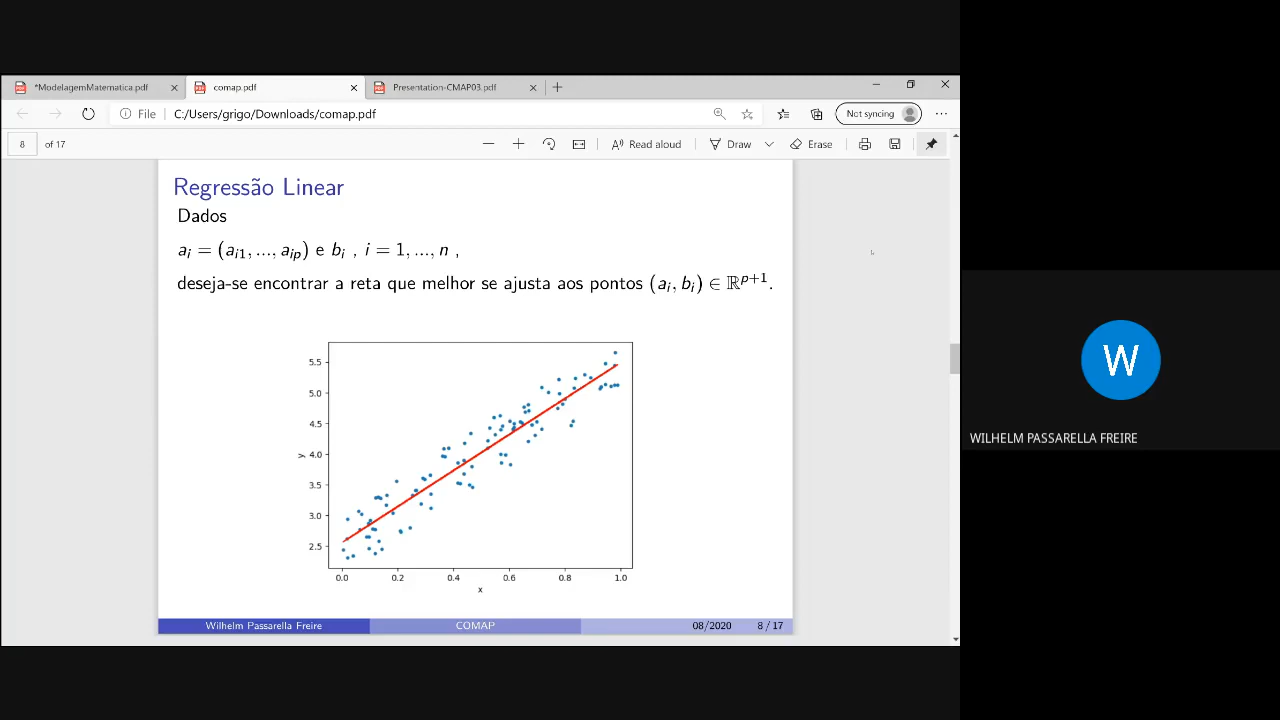 *ModelagemMatematica.pdf
comap.pdf
Presentation-CMAP03.pdf
File
C:/Users/grigo/Downloads/comap.pdf
Not syncing
8
of 17
Read aloud
Draw
Erase
Regressão Linear
Dados
aᵢ = (aᵢ₁, ..., aᵢₚ) e bᵢ , i = 1, ..., n ,
deseja-se encontrar a reta que melhor se ajusta aos pontos (aᵢ, bᵢ) ∈ ℝᵖ⁺¹.
5.5
5.0
4.5
y 4.0
3.5
3.0
2.5
0.0 0.2 0.4 0.6 0.8 1.0
x
Wilhelm Passarella Freire COMAP 08/2020 8 / 17
W
WILHELM PASSARELLA FREIRE